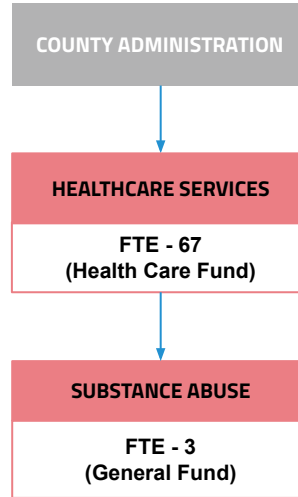 COUNTY ADMINISTRATION
HEALTHCARE SERVICES
FTE - 67
(Health Care Fund)
SUBSTANCE ABUSE
FTE - 3
(General Fund)